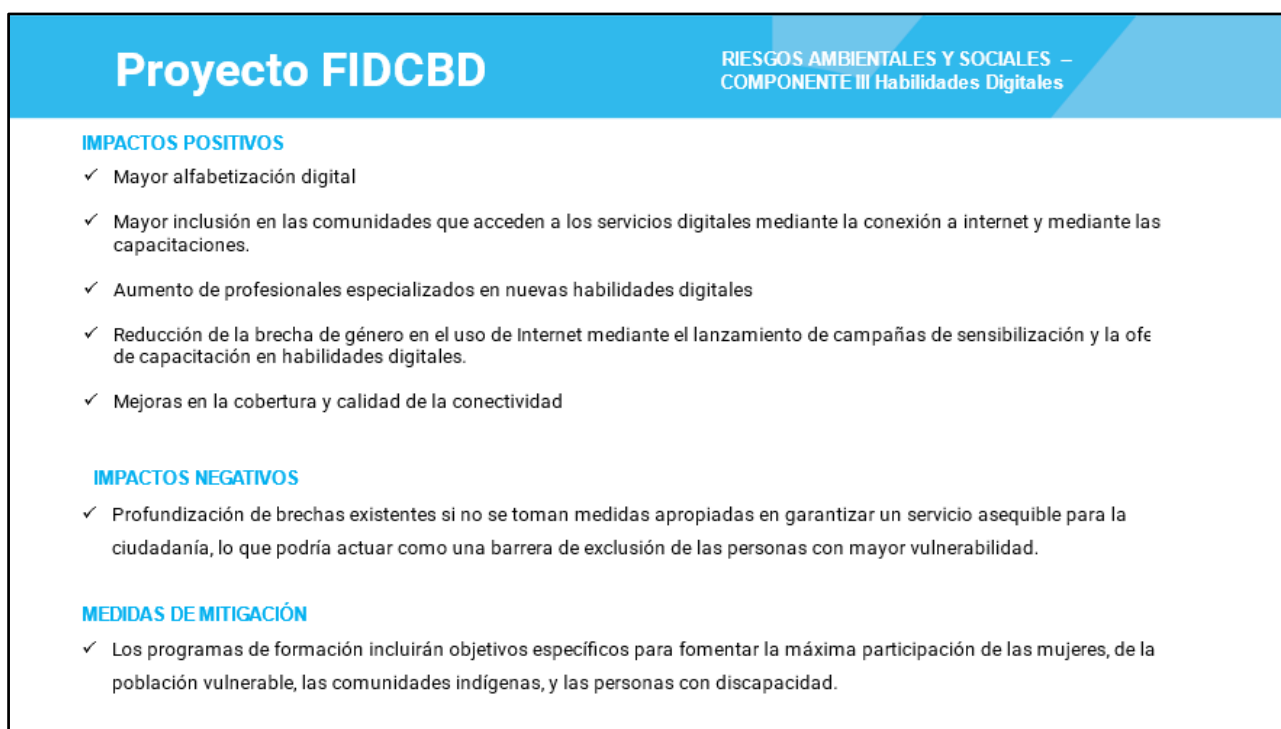 Proyecto FIDCBD
RIESGOS AMBIENTALES Y SOCIALES –
COMPONENTE III Habilidades Digitales
IMPACTOS POSITIVOS
✓ Mayor alfabetización digital
✓ Mayor inclusión en las comunidades que acceden a los servicios digitales mediante la conexión a internet y mediante las
capacitaciones.
✓ Aumento de profesionales especializados en nuevas habilidades digitales
✓ Reducción de la brecha de género en el uso de Internet mediante el lanzamiento de campañas de sensibilización y la ofe
de capacitación en habilidades digitales.
✓ Mejoras en la cobertura y calidad de la conectividad
IMPACTOS NEGATIVOS
✓ Profundización de brechas existentes si no se toman medidas apropiadas en garantizar un servicio asequible para la
ciudadanía, lo que podría actuar como una barrera de exclusión de las personas con mayor vulnerabilidad.
MEDIDAS DE MITIGACIÓN
✓ Los programas de formación incluirán objetivos específicos para fomentar la máxima participación de las mujeres, de la
población vulnerable, las comunidades indígenas, y las personas con discapacidad.